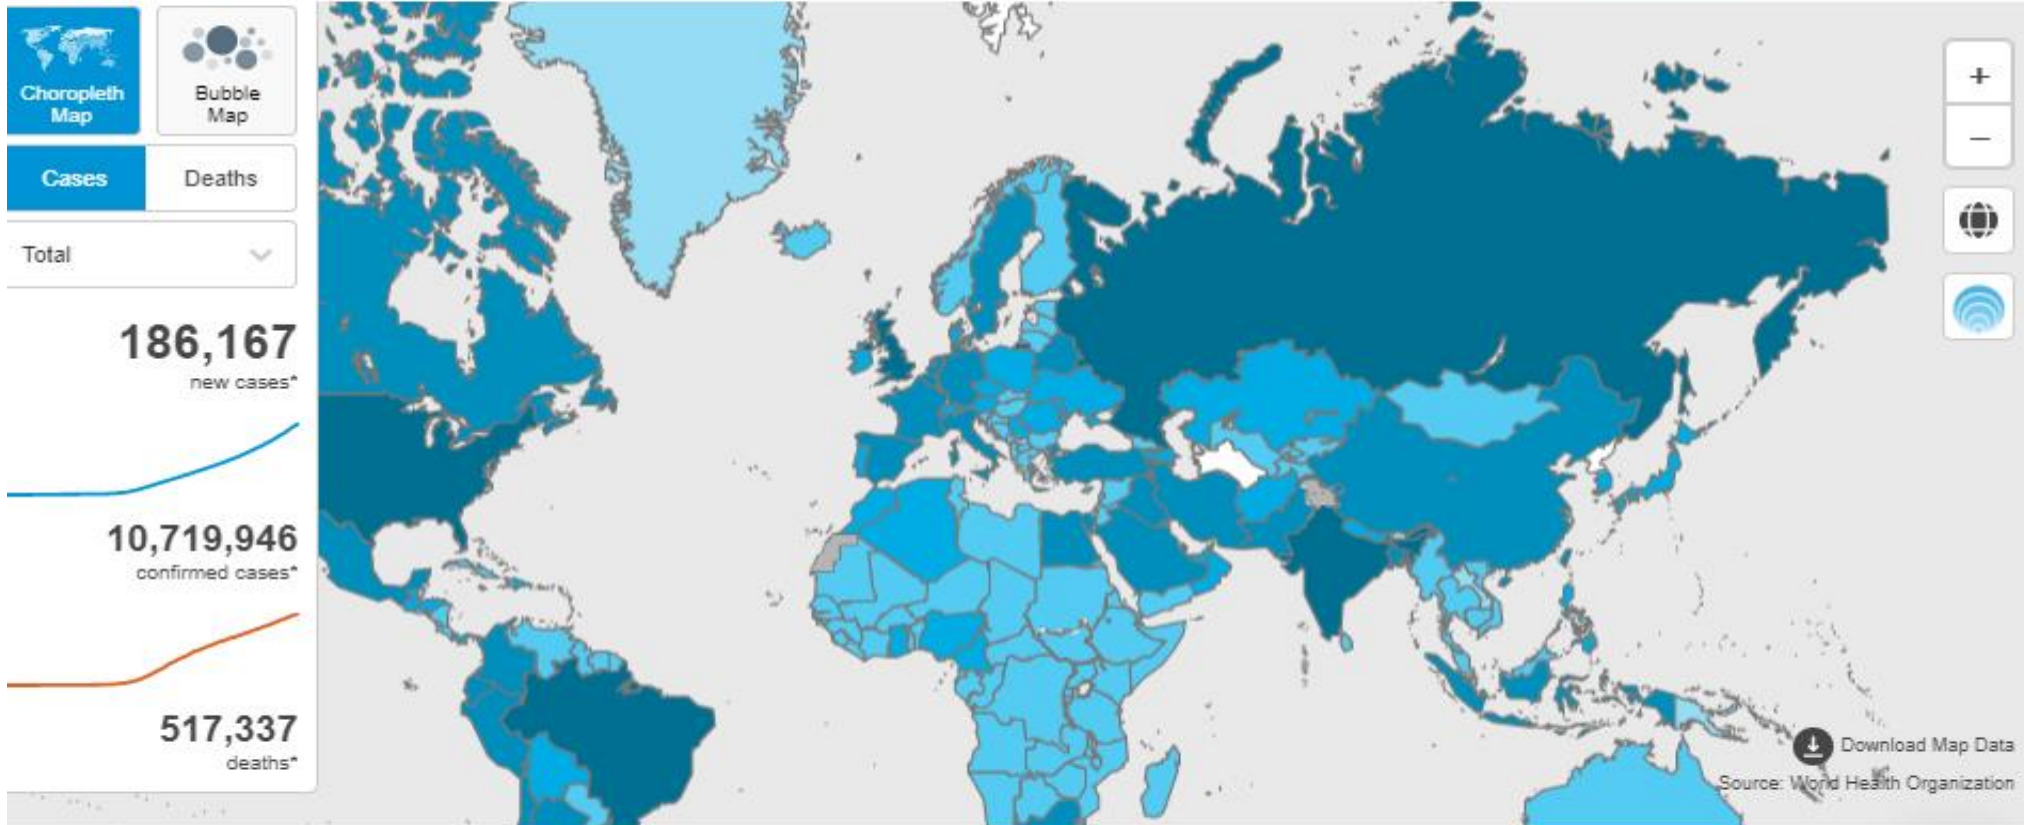 Choropleth
Map
Bubble
Map
Cases
Deaths
Total
186,167
new cases*
10,719,946
confirmed cases*
517,337
deaths*
+
−
Download Map Data
Source: World Health Organization